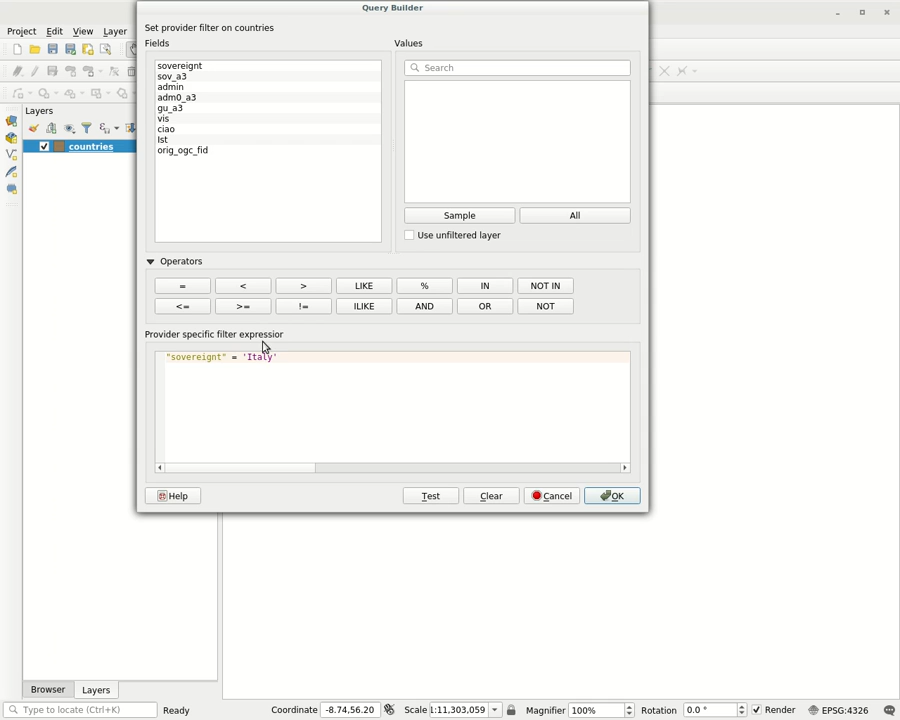 Query Builder
Project Edit View Layer
Set provider filter on countries
Fields
Values
sovereignt
sov_a3
admin
adm0_a3
gu_a3
vis
ciao
lst
orig_ogc_fid
Search
Sample
All
Use unfiltered layer
Layers
countries
Operators
= < > LIKE % IN NOT IN
<= >= != ILIKE AND OR NOT
Provider specific filter expressior
"sovereignt" = 'Italy'
Help
Test
Clear
Cancel
OK
Browser
Layers
Type to locate (Ctrl+K)
Ready
Coordinate -8.74,56.20
Scale 1:11,303,059
Magnifier 100%
Rotation 0.0 °
Render
EPSG:4326